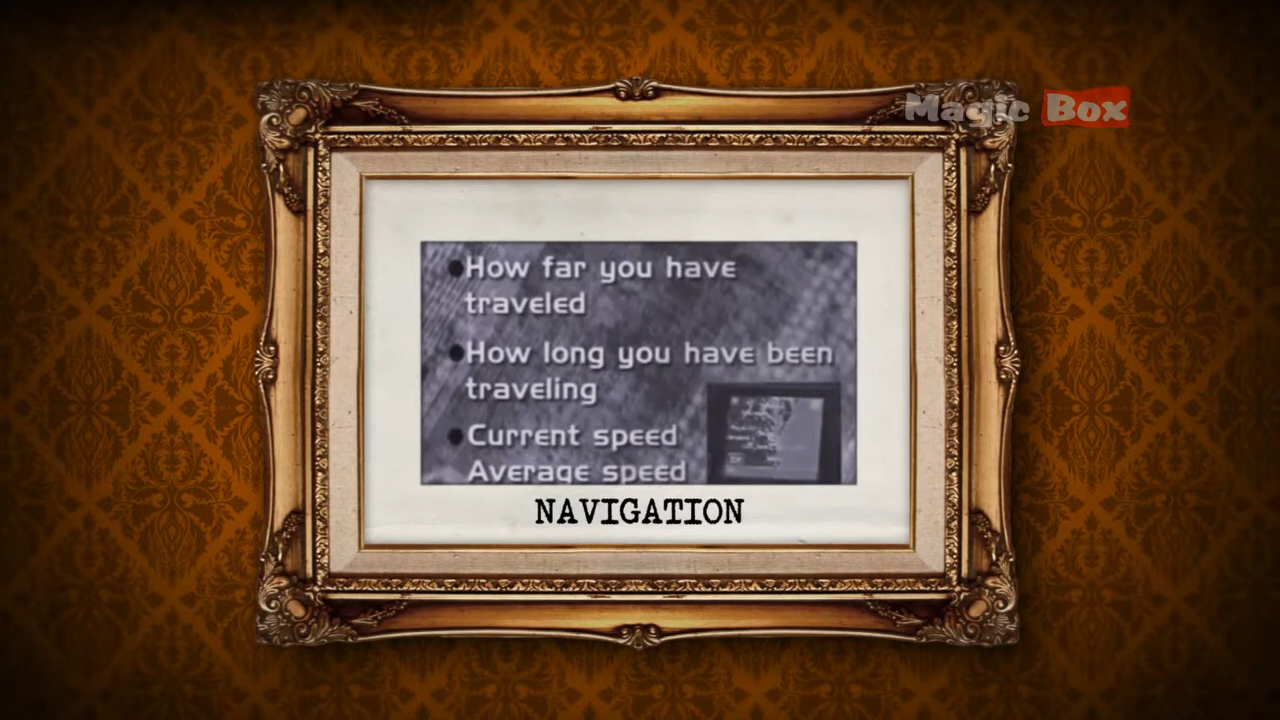 Magic Box
How far you have
traveled
How long you have been
traveling
Current speed
Average speed
NAVIGATION